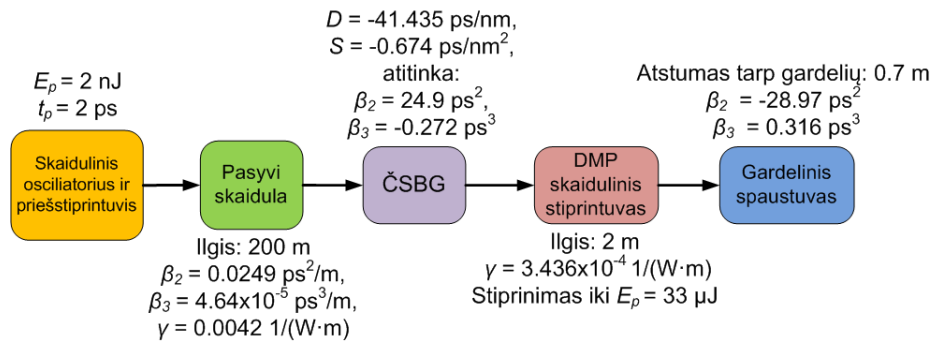 D = -41.435 ps/nm,
S = -0.674 ps/nm²,
atitinka:
β₂ = 24.9 ps²,
β₃ = -0.272 ps³
Eₚ = 2 nJ
tₚ = 2 ps
Atstumas tarp gardelių: 0.7 m
β₂ = -28.97 ps²
β₃ = 0.316 ps³
Skaidulinis
osciliatorius ir
priešstiprintuvis
Pasyvi
skaidula
ČSBG
DMP
skaidulinis
stiprintuvas
Gardelinis
spaustuvas
Ilgis: 200 m
β₂ = 0.0249 ps²/m,
β₃ = 4.64x10⁻⁵ ps³/m,
γ = 0.0042 1/(W·m)
Ilgis: 2 m
γ = 3.436x10⁻⁴ 1/(W·m)
Stiprinimas iki Eₚ = 33 µJ